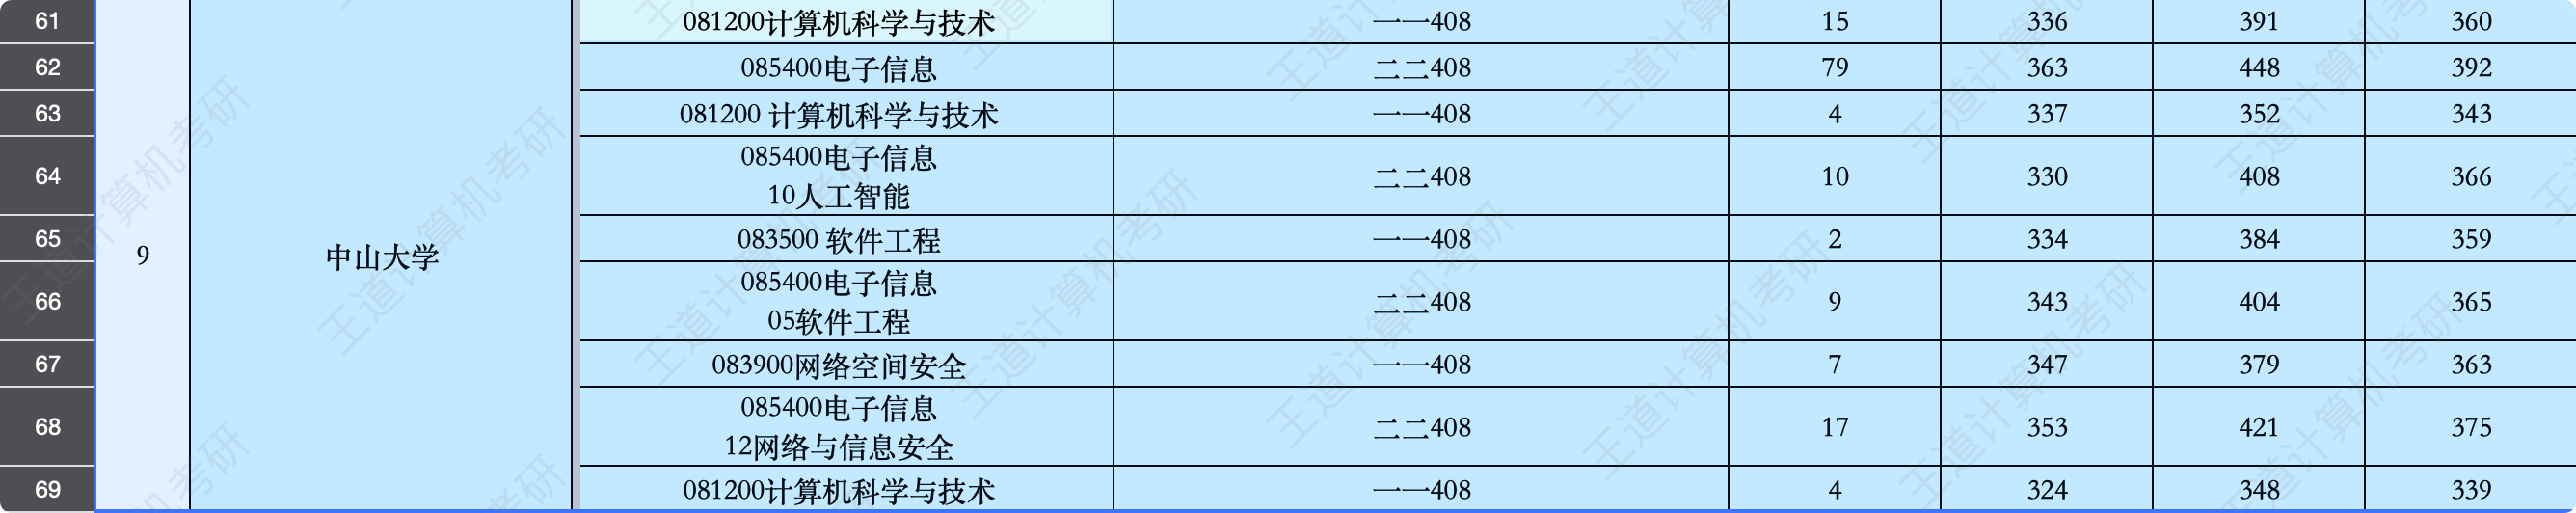 61 081200计算机科学与技术 一一408 15 336 391 360
62 085400电子信息 二二408 79 363 448 392
63 081200 计算机科学与技术 一一408 4 337 352 343
64 085400电子信息 二二408 10 330 408 366
10人工智能
65 083500 软件工程 一一408 2 334 384 359
9 中山大学
66 085400电子信息 二二408 9 343 404 365
05软件工程
67 083900网络空间安全 一一408 7 347 379 363
68 085400电子信息 二二408 17 353 421 375
12网络与信息安全
69 081200计算机科学与技术 一一408 4 324 348 339
王道计算机考研